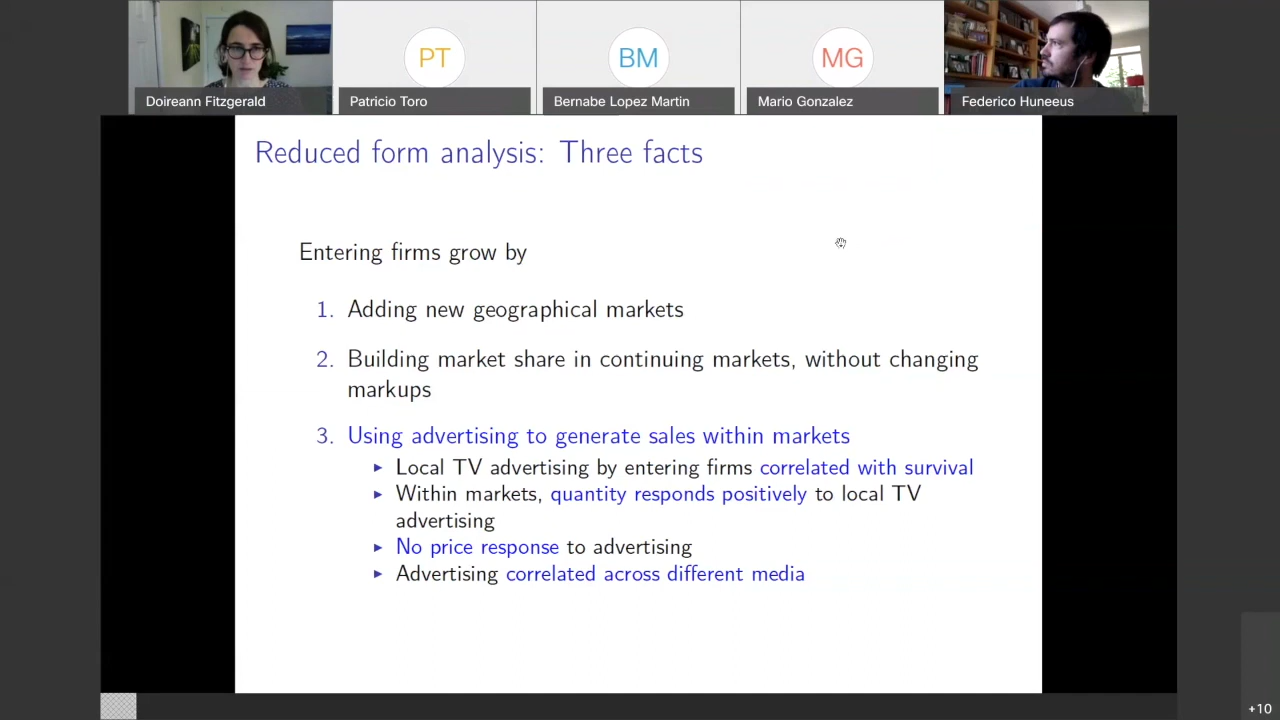 PT
BM
MG
Doireann Fitzgerald
Patricio Toro
Bernabe Lopez Martin
Mario Gonzalez
Federico Huneeus
Reduced form analysis: Three facts
Entering firms grow by
1. Adding new geographical markets
2. Building market share in continuing markets, without changing
markups
3. Using advertising to generate sales within markets
▶ Local TV advertising by entering firms correlated with survival
▶ Within markets, quantity responds positively to local TV
advertising
▶ No price response to advertising
▶ Advertising correlated across different media
+10